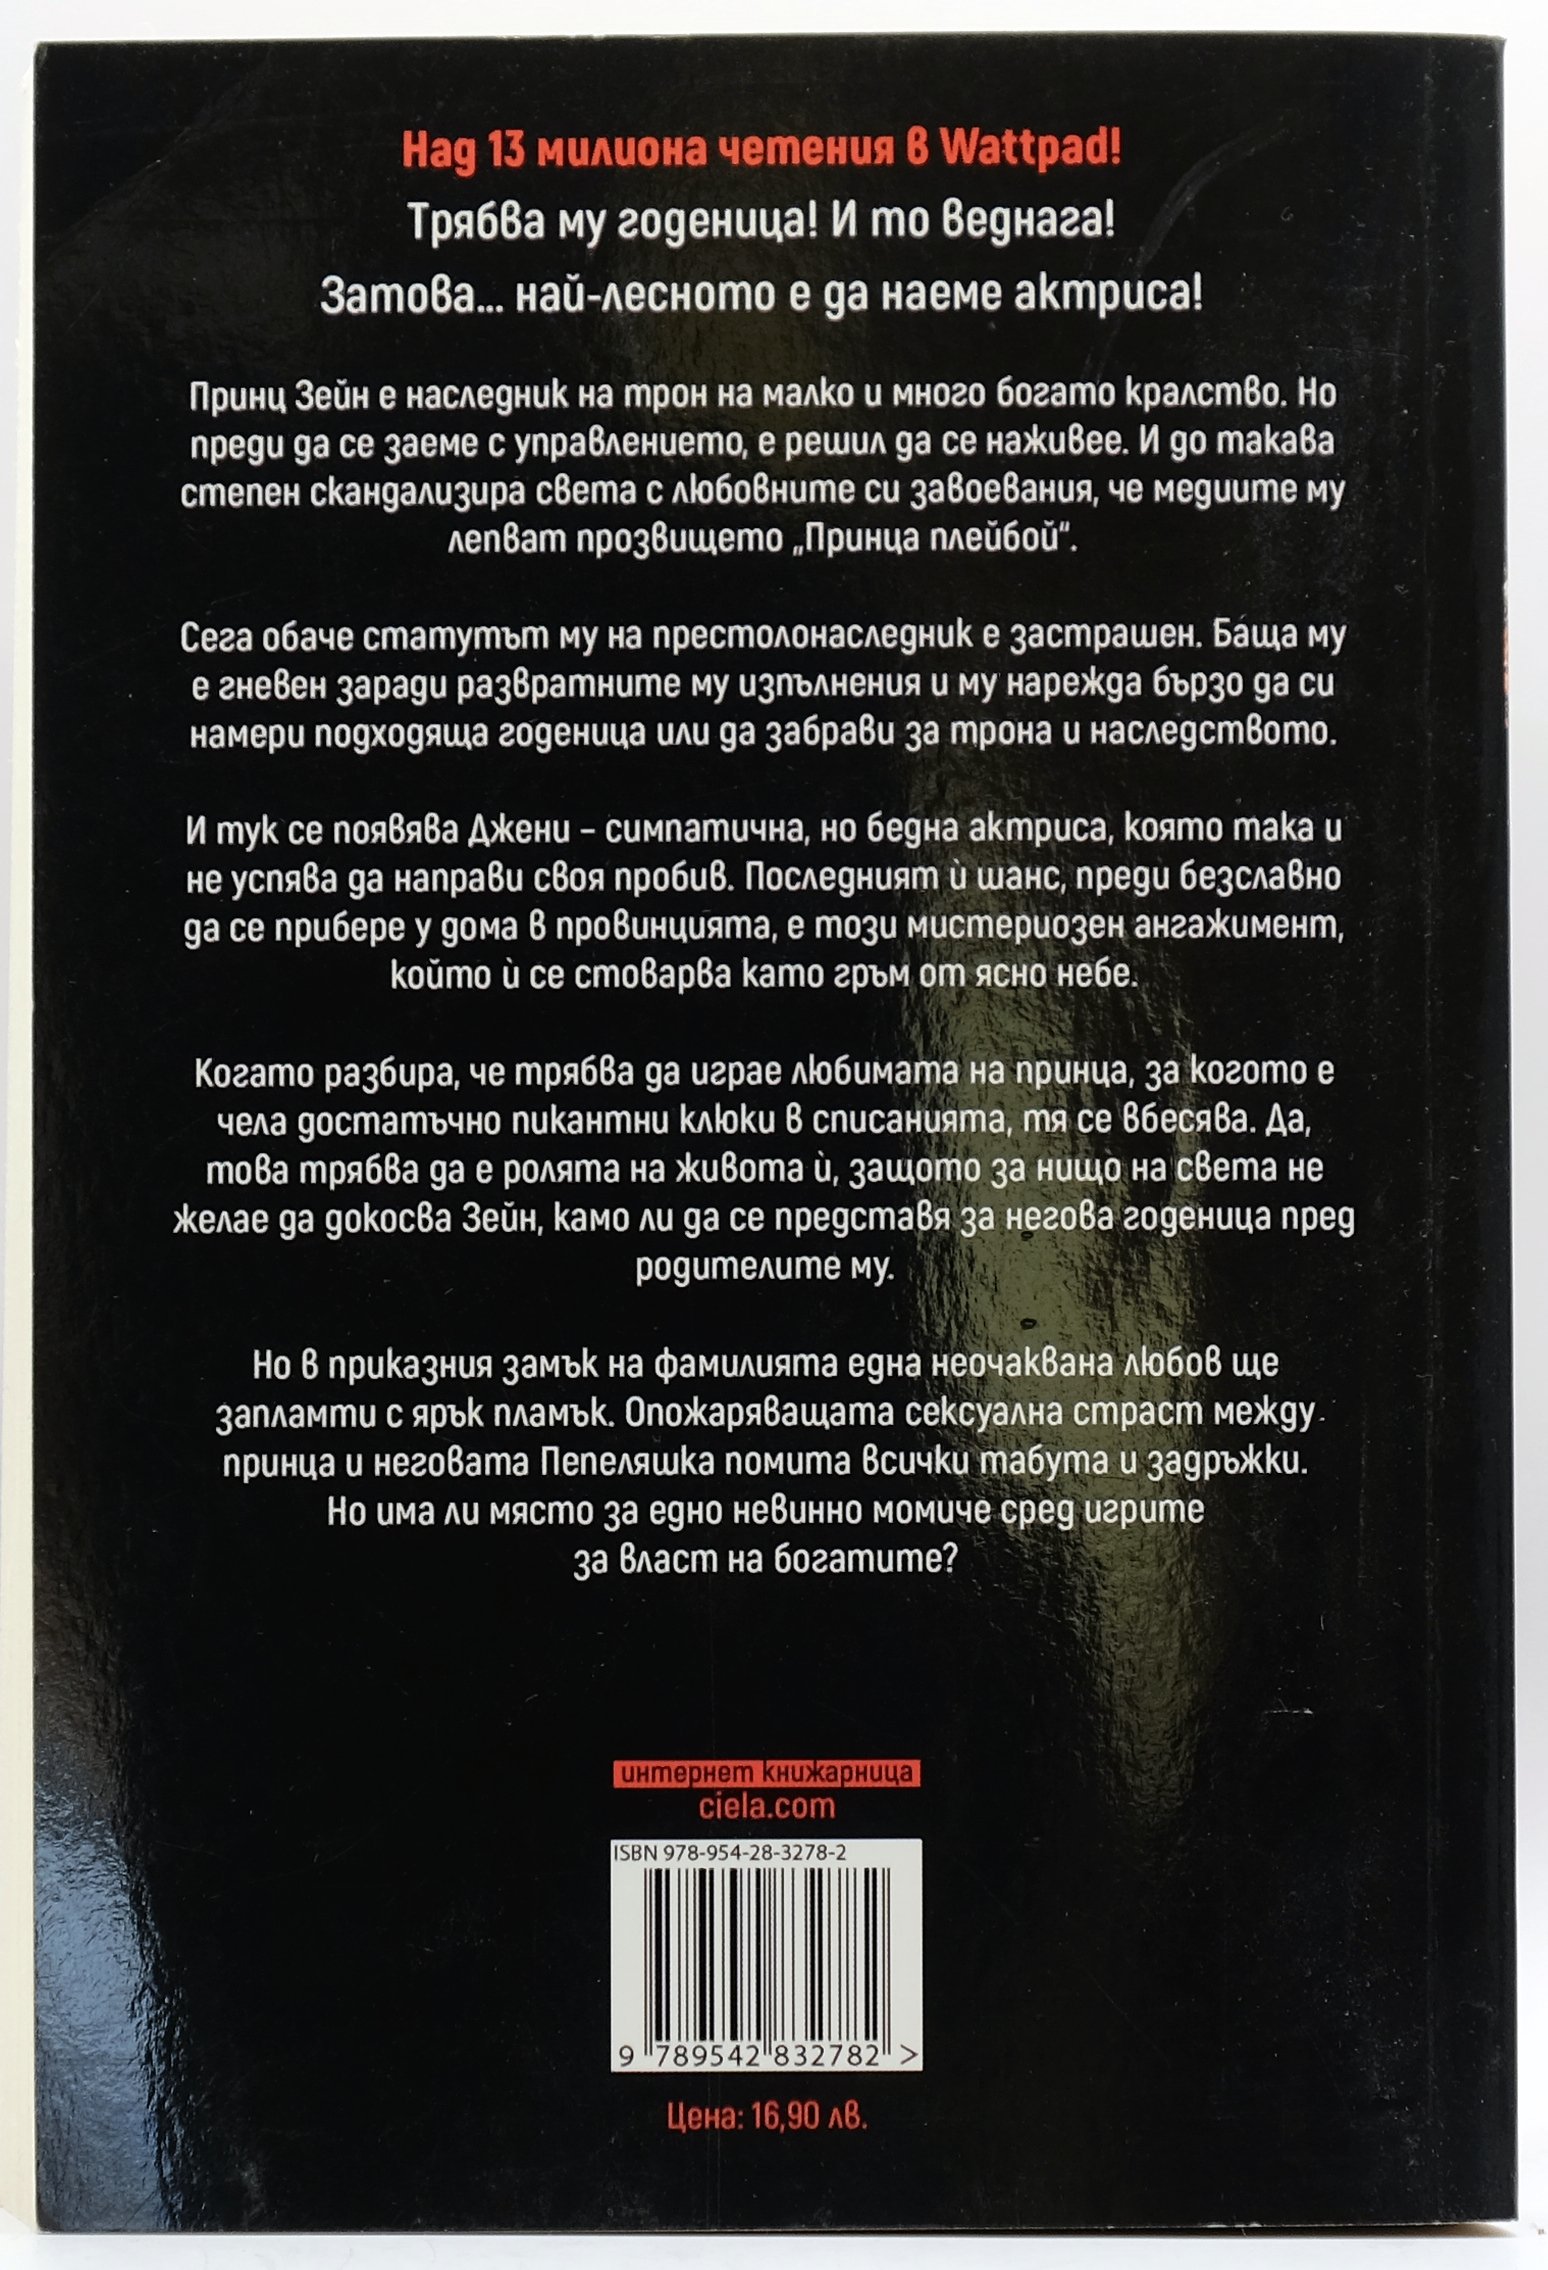 Над 13 милиона четения в Wattpad!
Трябва му годеница! И то веднага!
Затова... най-лесното е да наеме актриса!
Принц Зейн е наследник на трон на малко и много богато кралство. Но
преди да се заеме с управлението, е решил да се наживее. И до такава
степен скандализира света с любовните си завоевания, че медиите му
лепват прозвището „Принца плейбой“.
Сега обаче статутът му на престолонаследник е застрашен. Баща му
е гневен заради развратните му изпълнения и му нарежда бързо да си
намери подходяща годеница или да забрави за трона и наследството.
И тук се появява Джени – симпатична, но бедна актриса, която така и
не успява да направи своя пробив. Последният ѝ шанс, преди безславно
да се прибере у дома в провинцията, е този мистериозен ангажимент,
който ѝ се стоварва като гръм от ясно небе.
Когато разбира, че трябва да играе любимата на принца, за когото е
чела достатъчно пикантни клюки в списанията, тя се вбесява. Да,
това трябва да е ролята на живота ѝ, защото за нищо на света не
желае да докосва Зейн, камо ли да се представя за негова годеница пред
родителите му.
Но в приказния замък на фамилията една неочаквана любов ще
запламти с ярък пламък. Опожаряващата сексуална страст между
принца и неговата Пепеляшка помита всички табута и задръжки.
Но има ли място за едно невинно момиче сред игрите
за власт на богатите?
интернет книжарница
ciela.com
ISBN 978-954-28-3278-2
9 789542 832782 >
Цена: 16,90 лв.